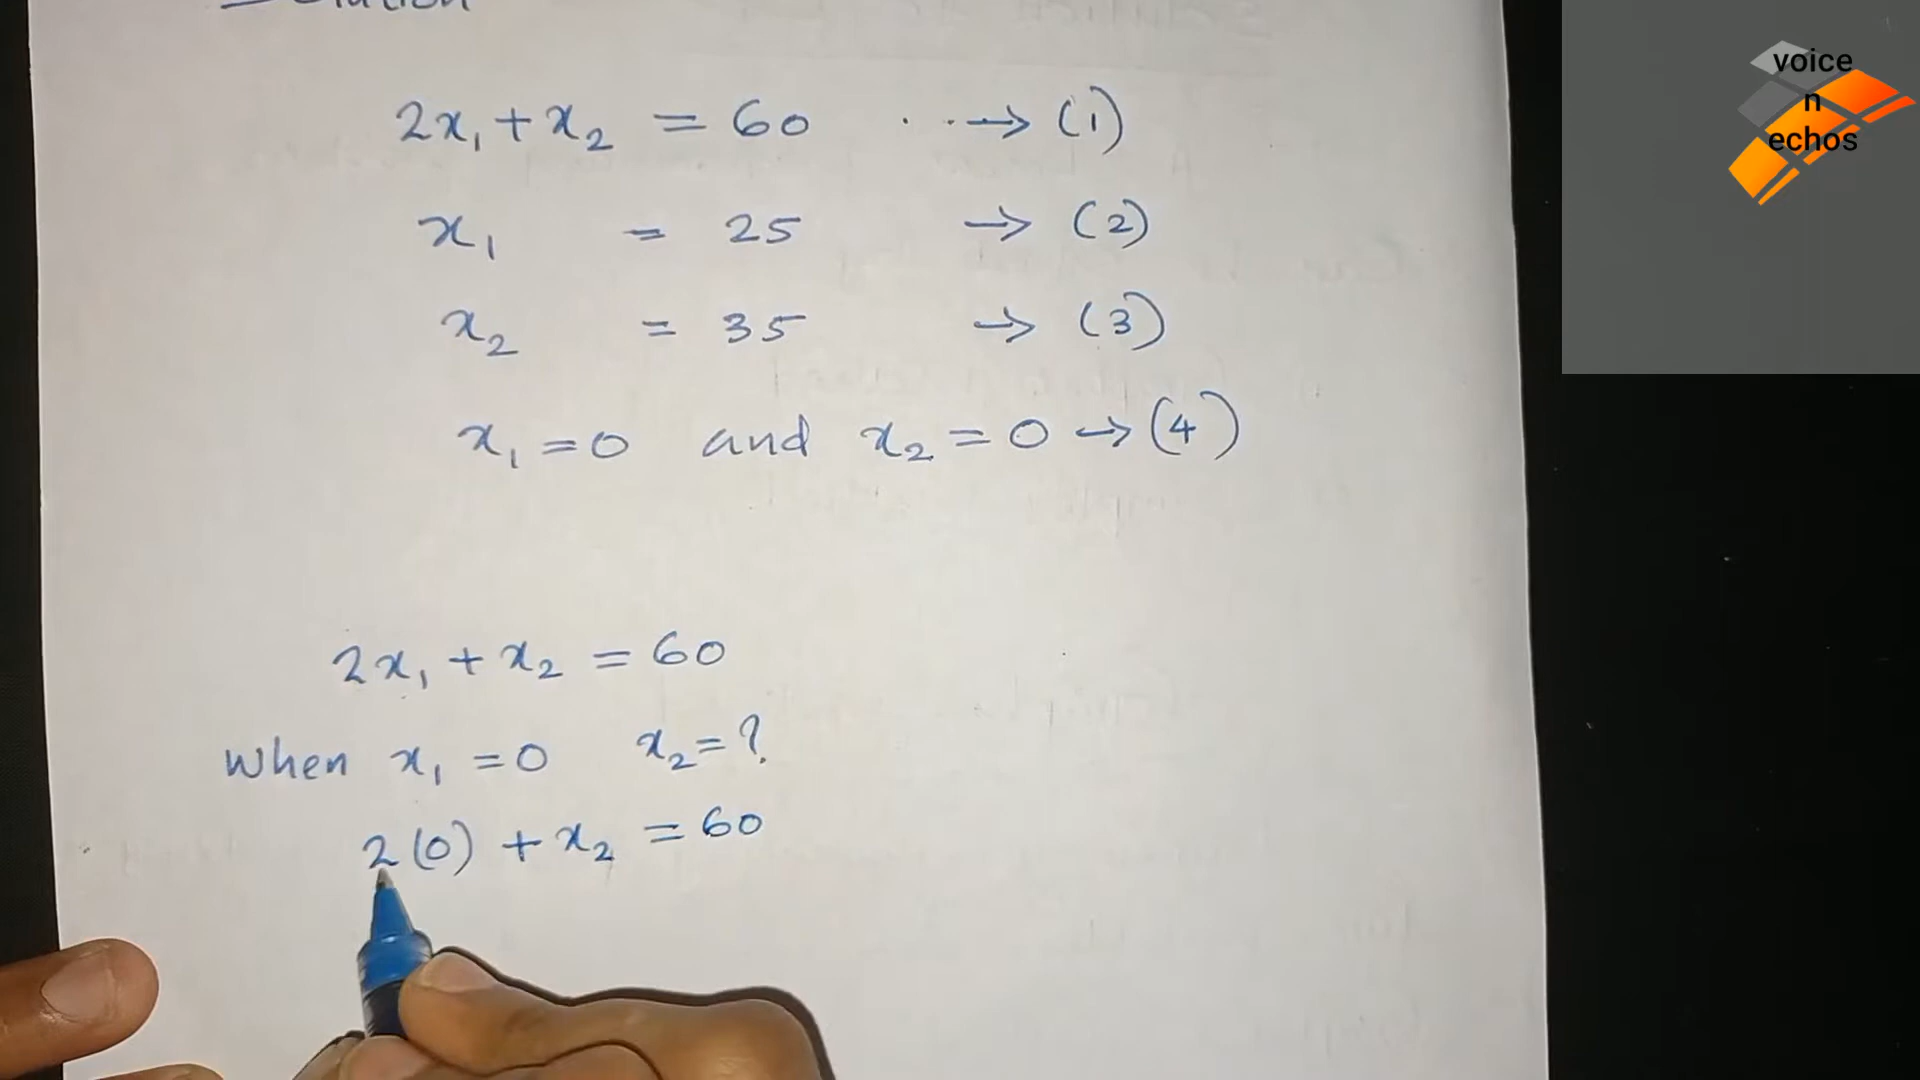 2x₁ + x₂ = 60 ..→ (1)
x₁ = 25 → (2)
x₂ = 35 → (3)
x₁ = 0 and x₂ = 0 → (4)
2x₁ + x₂ = 60
When x₁ = 0 x₂ = ?
2(0) + x₂ = 60
voice
n
echos